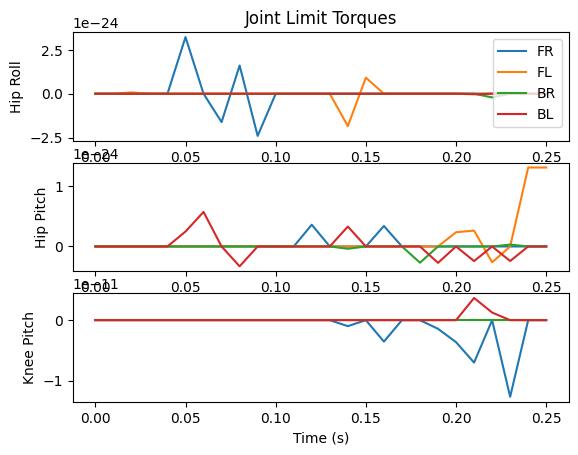 Joint Limit Torques
1e−24
Hip Roll
2.5
0.0
−2.5
FR
FL
BR
BL
0.00 0.05 0.10 0.15 0.20 0.25
1e−24
Hip Pitch
1
0
0.00 0.05 0.10 0.15 0.20 0.25
1e−11
Knee Pitch
0
−1
0.00 0.05 0.10 0.15 0.20 0.25
Time (s)